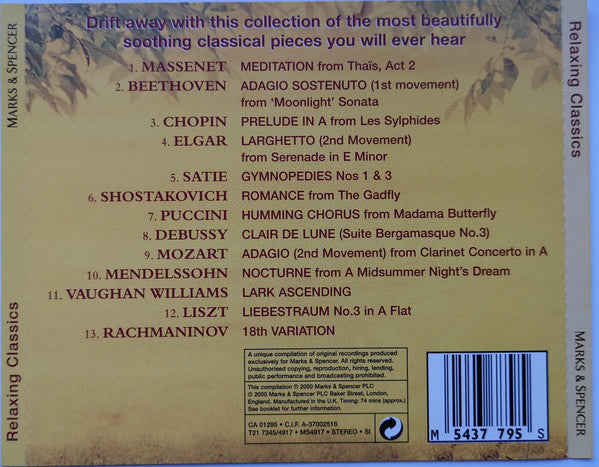 Drift away with this collection of the most beautifully
soothing classical pieces you will ever hear
1. MASSENET MEDITATION from Thaïs, Act 2
2. BEETHOVEN ADAGIO SOSTENUTO (1st movement)
from ‘Moonlight’ Sonata
3. CHOPIN PRELUDE IN A from Les Sylphides
4. ELGAR LARGHETTO (2nd Movement)
from Serenade in E Minor
5. SATIE GYMNOPEDIES Nos 1 & 3
6. SHOSTAKOVICH ROMANCE from The Gadfly
7. PUCCINI HUMMING CHORUS from Madama Butterfly
8. DEBUSSY CLAIR DE LUNE (Suite Bergamasque No.3)
9. MOZART ADAGIO (2nd Movement) from Clarinet Concerto in A
10. MENDELSSOHN NOCTURNE from A Midsummer Night's Dream
11. VAUGHAN WILLIAMS LARK ASCENDING
12. LISZT LIEBESTRAUM No.3 in A Flat
13. RACHMANINOV 18th VARIATION
A unique compilation of original recordings produced
exclusively for Marks & Spencer. All rights reserved.
Unauthorised copying, reproduction, hiring, lending,
public performance and broadcasting prohibited.
This compilation ℗ 2000 Marks & Spencer PLC
© 2000 Marks & Spencer PLC Baker Street, London,
England. Manufactured in the U.K. Timing: 74 mins (approx.)
See booklet for further information.
CA 01295 • C.I.F. A-37002516
T21 7345/4917 • MS4917 • STEREO • SI
M 5437 795 S
MARKS & SPENCER
Relaxing Classics
Relaxing Classics
MARKS & SPENCER